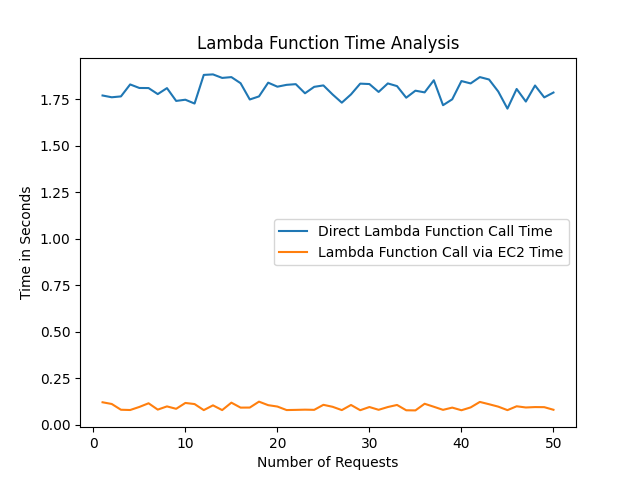 Lambda Function Time Analysis
Time in Seconds
1.75
1.50
1.25
1.00
0.75
0.50
0.25
0.00
Direct Lambda Function Call Time
Lambda Function Call via EC2 Time
0 10 20 30 40 50
Number of Requests